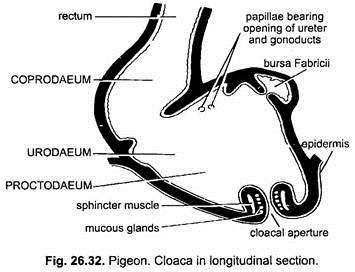 rectum
papillae bearing
opening of ureter
and gonoducts
bursa Fabricii
COPRODAEUM
epidermis
URODAEUM
PROCTODAEUM
sphincter muscle
mucous glands
cloacal aperture
Fig. 26.32. Pigeon. Cloaca in longitudinal section.